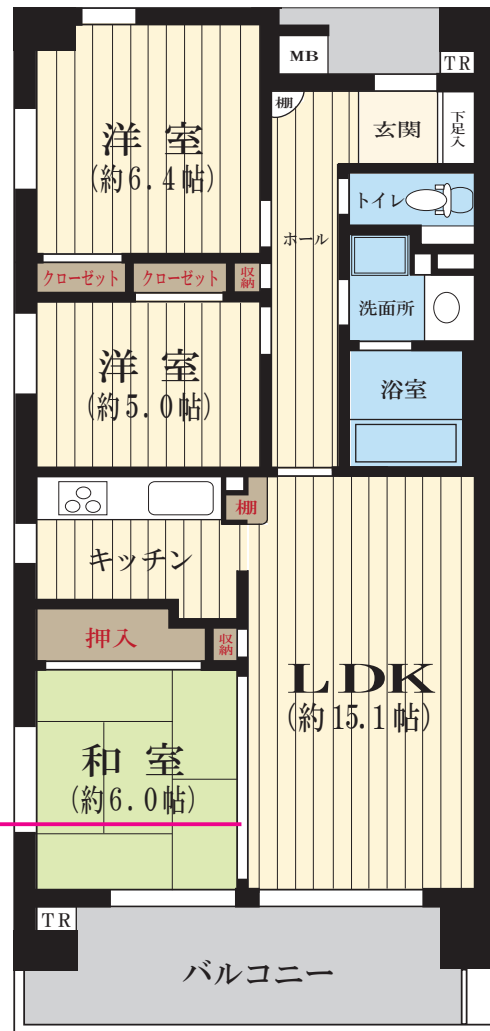 MB
TR
棚
玄関
下足入
洋室
(約6.4帖)
トイレ
ホール
クローゼット
クローゼット
収納
洗面所
洋室
(約5.0帖)
浴室
棚
キッチン
押入
収納
LDK
(約15.1帖)
和室
(約6.0帖)
TR
バルコニー